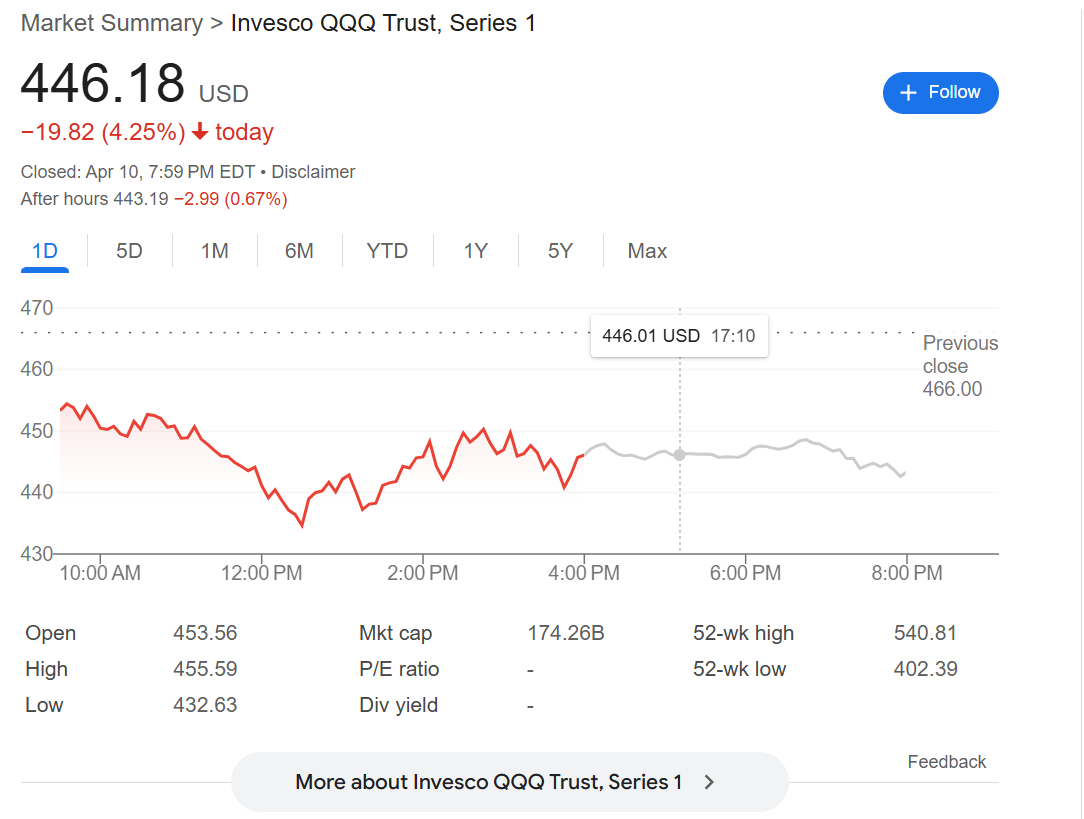 Market Summary > Invesco QQQ Trust, Series 1
446.18 USD
+ Follow
−19.82 (4.25%) ↓ today
Closed: Apr 10, 7:59 PM EDT • Disclaimer
After hours 443.19 −2.99 (0.67%)
1D 5D 1M 6M YTD 1Y 5Y Max
470
446.01 USD 17:10
Previous
close
466.00
460
450
440
430
10:00 AM 12:00 PM 2:00 PM 4:00 PM 6:00 PM 8:00 PM
Open 453.56 Mkt cap 174.26B 52-wk high 540.81
High 455.59 P/E ratio - 52-wk low 402.39
Low 432.63 Div yield -
Feedback
More about Invesco QQQ Trust, Series 1 >